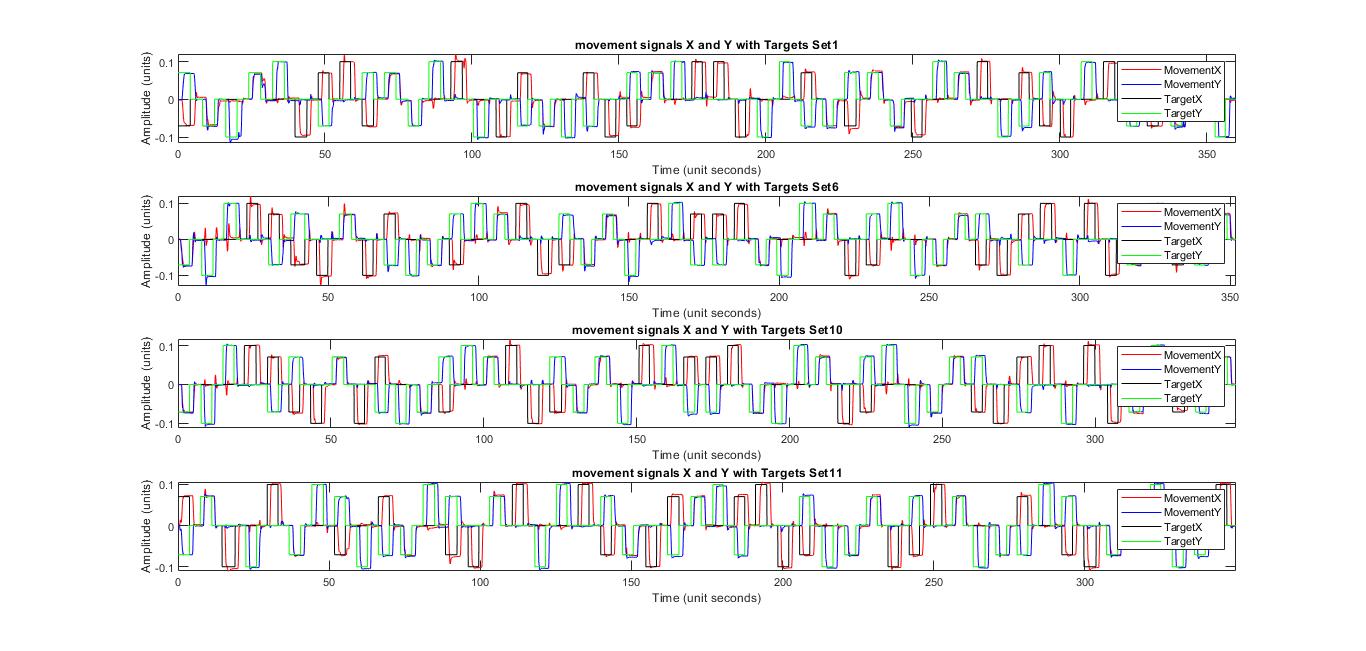 movement signals X and Y with Targets Set1
Amplitude (units)
0.1
0
-0.1
MovementX
MovementY
TargetX
TargetY
0 50 100 150 200 250 300 350
Time (unit seconds)
movement signals X and Y with Targets Set6
Amplitude (units)
0.1
0
-0.1
MovementX
MovementY
TargetX
TargetY
0 50 100 150 200 250 300 350
Time (unit seconds)
movement signals X and Y with Targets Set10
Amplitude (units)
0.1
0
-0.1
MovementX
MovementY
TargetX
TargetY
0 50 100 150 200 250 300
Time (unit seconds)
movement signals X and Y with Targets Set11
Amplitude (units)
0.1
0
-0.1
MovementX
MovementY
TargetX
TargetY
0 50 100 150 200 250 300
Time (unit seconds)